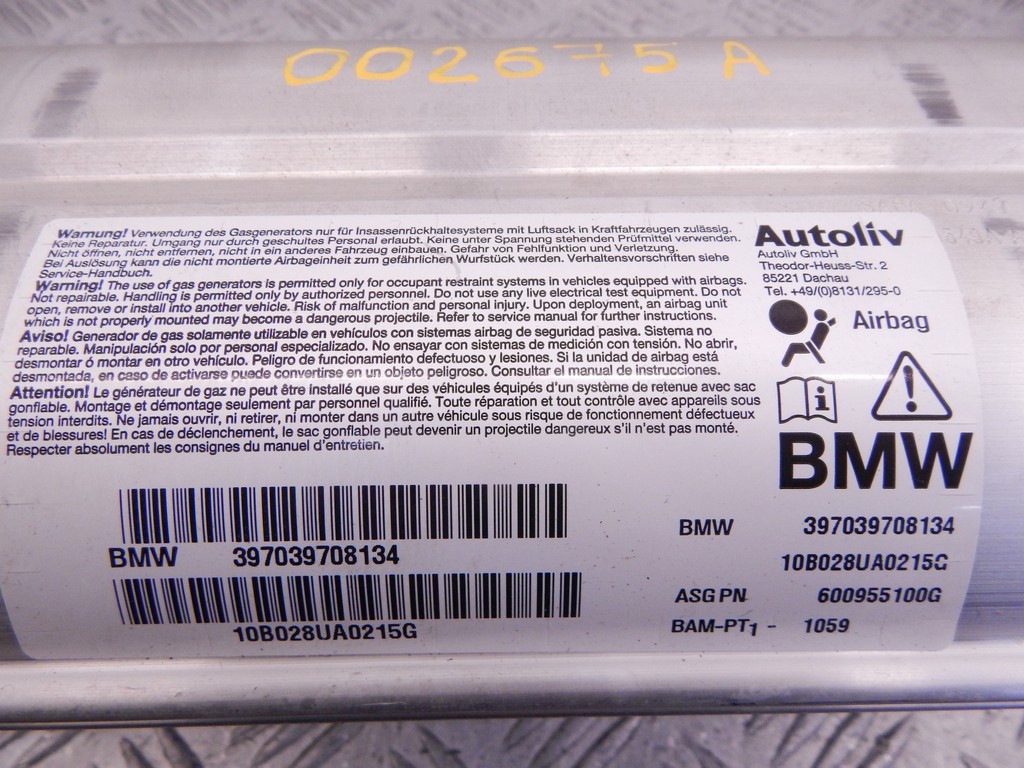 002675A
Warnung! Verwendung des Gasgenerators nur für Insassenrückhaltesysteme mit Luftsack in Kraftfahrzeugen zulässig.
Keine Reparatur. Umgang nur durch geschultes Personal erlaubt. Keine unter Spannung stehenden Prüfmittel verwenden.
Nicht öffnen, nicht entfernen, nicht in ein anderes Fahrzeug einbauen. Gefahr von Fehlfunktion und Verletzung.
Bei Auslösung kann die nicht montierte Airbageinheit zum gefährlichen Wurfstück werden. Verhaltensvorschriften siehe
Service-Handbuch.
Warning! The use of gas generators is permitted only for occupant restraint systems in vehicles equipped with airbags.
Not repairable. Handling is permitted only by authorized personnel. Do not use any live electrical test equipment. Do not
open, remove or install into another vehicle. Risk of malfunction and personal injury. Upon deployment, an airbag unit
which is not properly mounted may become a dangerous projectile. Refer to service manual for further instructions.
Aviso! Generador de gas solamente utilizable en vehículos con sistemas airbag de seguridad pasiva. Sistema no
reparable. Manipulación solo por personal especializado. No ensayar con sistemas de medición con tensión. No abrir,
desmontar ó montar en otro vehículo. Peligro de funcionamiento defectuoso y lesiones. Si la unidad de airbag está
desmontada, en caso de activarse puede convertirse en un objeto peligroso. Consultar el manual de instrucciones.
Attention! Le générateur de gaz ne peut être installé que sur des véhicules équipés d'un système de retenue avec sac
gonflable. Montage et démontage seulement par personnel qualifié. Toute réparation et tout contrôle avec appareils sous
tension interdits. Ne jamais ouvrir, ni retirer, ni monter dans un autre véhicule sous risque de fonctionnement défectueux
et de blessures! En cas de déclenchement, le sac gonflable peut devenir un projectile dangereux s'il n'est pas monté.
Respecter absolument les consignes du manuel d'entretien.
Autoliv
Autoliv GmbH
Theodor-Heuss-Str. 2
85221 Dachau
Tel. +49/(0)8131/295-0
Airbag
i
!
BMW
BMW 397039708134
10B028UA0215G
BMW 397039708134
10B028UA0215G
ASG PN 600955100G
BAM-PT1 - 1059